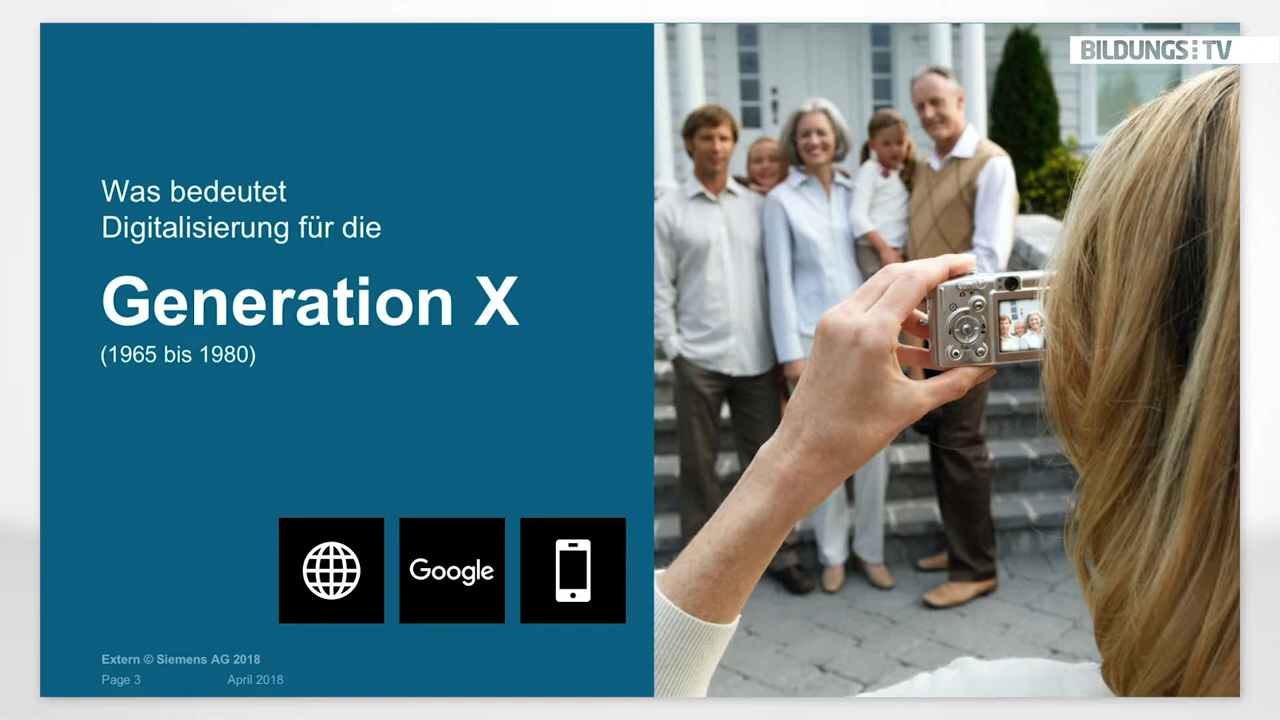 BILDUNGS TV
Was bedeutet
Digitalisierung für die
Generation X
(1965 bis 1980)
Google
Extern © Siemens AG 2018
Page 3 April 2018